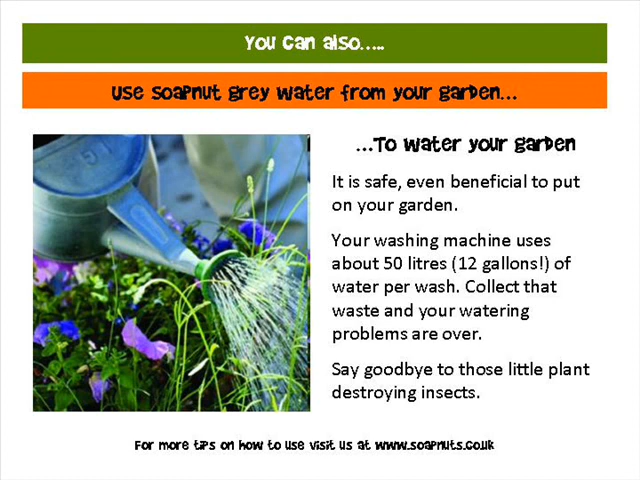 You can also.....
Use soapnut grey water from your garden...
...To water your garden
It is safe, even beneficial to put
on your garden.
Your washing machine uses
about 50 litres (12 gallons!) of
water per wash. Collect that
waste and your watering
problems are over.
Say goodbye to those little plant
destroying insects.
For more tips on how to use visit us at www.soapnuts.co.uk